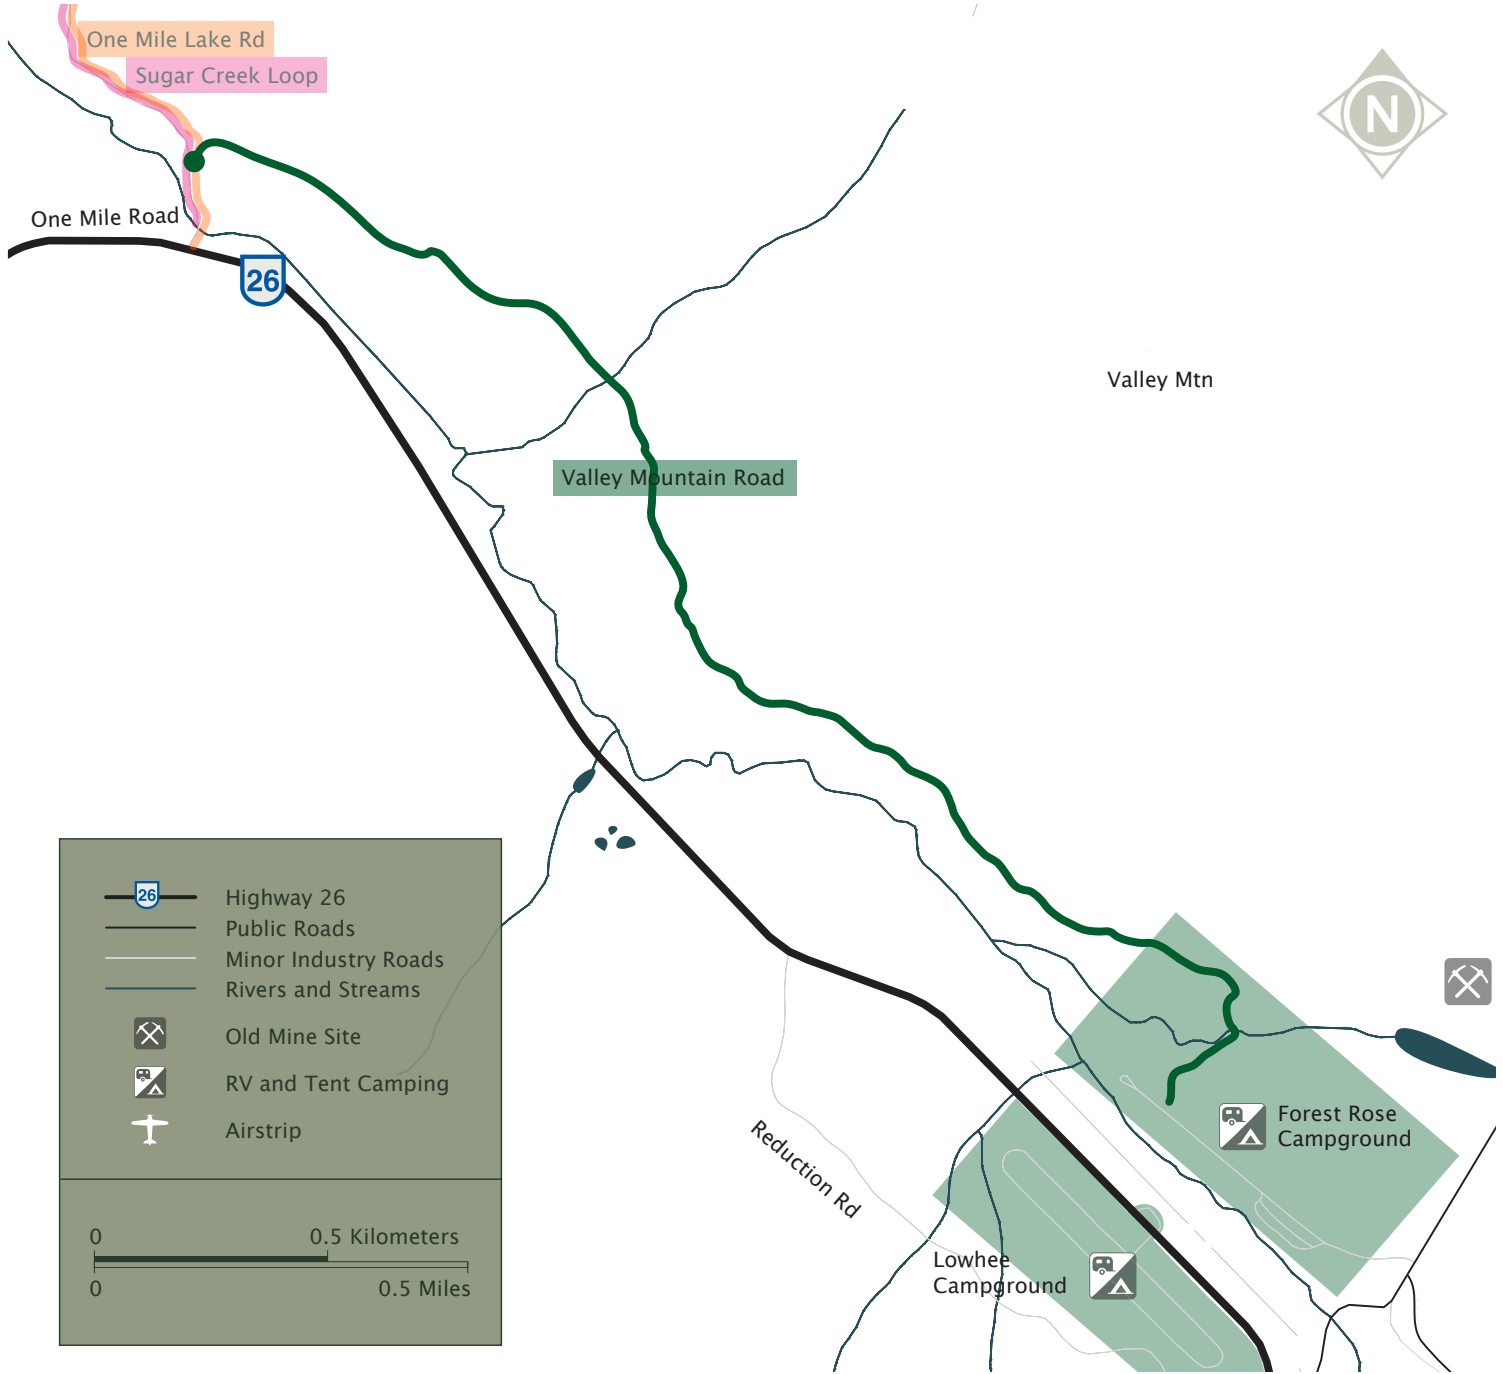 One Mile Lake Rd
Sugar Creek Loop
N
One Mile Road
26
Valley Mtn
Valley Mountain Road
26
Highway 26
Public Roads
Minor Industry Roads
Rivers and Streams
Old Mine Site
RV and Tent Camping
Airstrip
0
0.5 Kilometers
0
0.5 Miles
Reduction Rd
Forest Rose
Campground
Lowhee
Campground